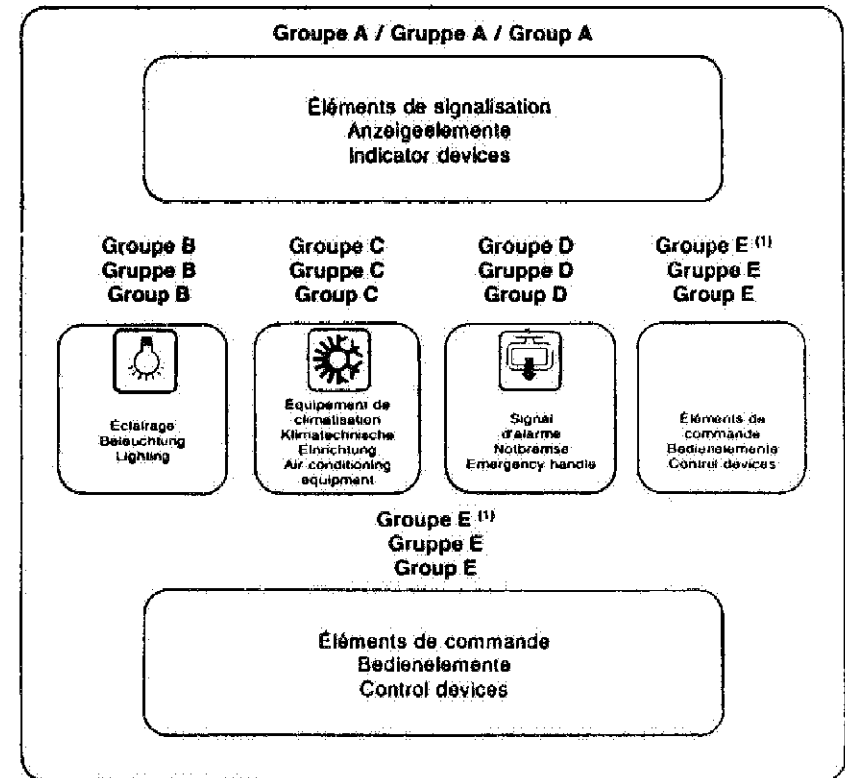 Groupe A / Gruppe A / Group A
Éléments de signalisation
Anzeigeelemente
Indicator devices
Groupe B
Gruppe B
Group B
Groupe C
Gruppe C
Group C
Groupe D
Gruppe D
Group D
Groupe E (1)
Gruppe E
Group E
Éclairage
Beleuchtung
Lighting
Équipement de
climatisation
Klimatechnische
Einrichtung
Air conditioning
equipment
Signal
d'alarme
Notbremse
Emergency handle
Éléments de
commande
Bedienelemente
Control devices
Groupe E (1)
Gruppe E
Group E
Éléments de commande
Bedienelemente
Control devices